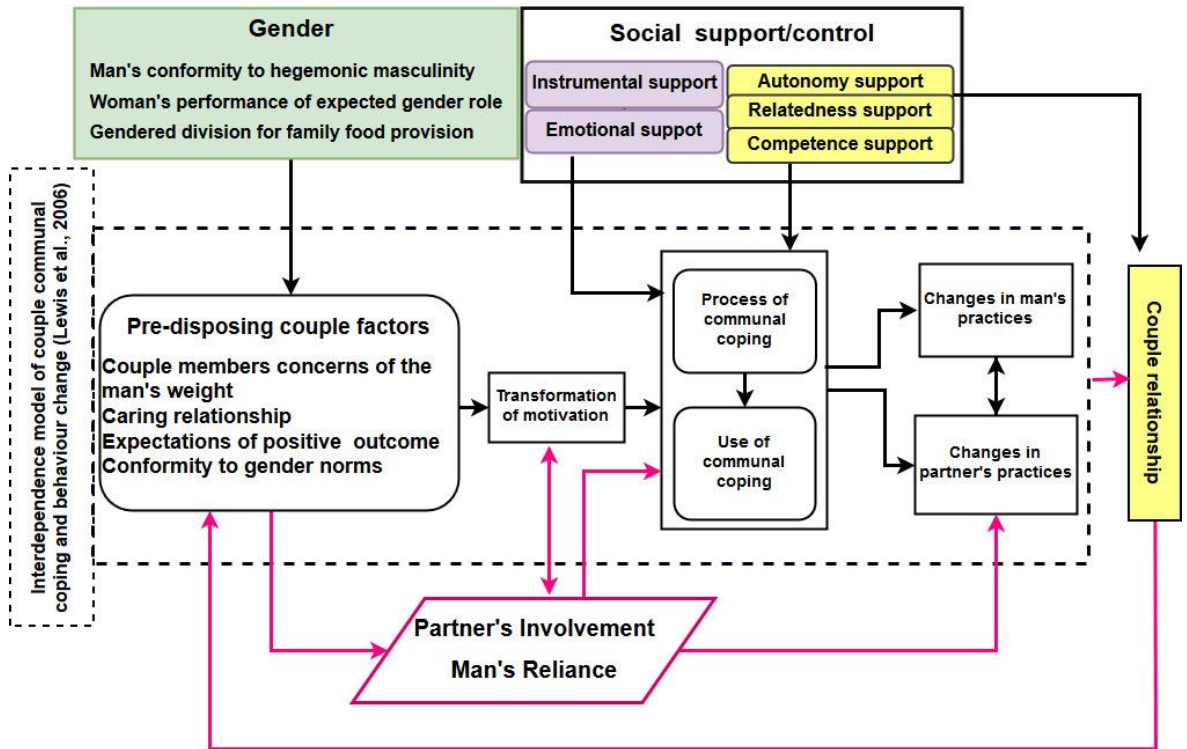 Gender
Man's conformity to hegemonic masculinity
Woman's performance of expected gender role
Gendered division for family food provision
Social support/control
Instrumental support
Emotional suppot
Autonomy support
Relatedness support
Competence support
Interdependence model of couple communal
coping and behaviour change (Lewis et al., 2006)
Pre-disposing couple factors
Couple members concerns of the
man's weight
Caring relationship
Expectations of positive outcome
Conformity to gender norms
Transformation
of motivation
Process of
communal
coping
Use of
communal
coping
Changes in man's
practices
Changes in
partner's practices
Couple relationship
Partner's Involvement
Man's Reliance